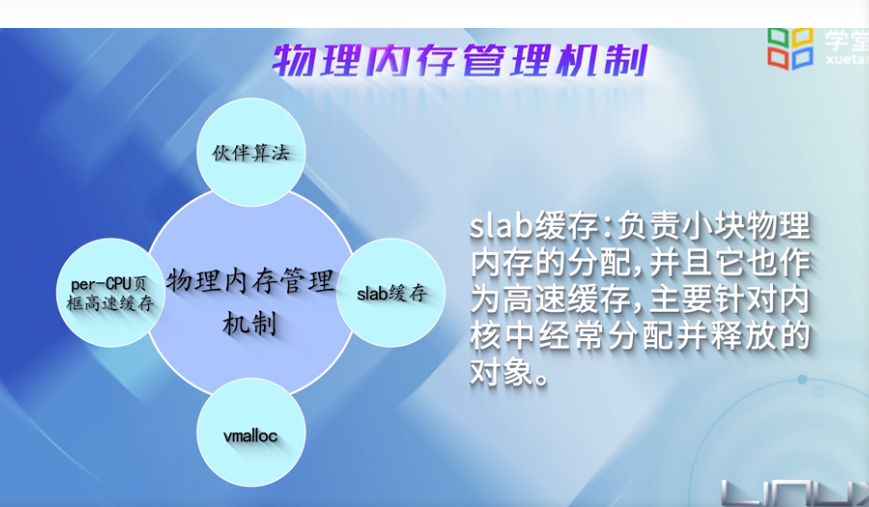 物理内存管理机制
学堂
xuetan
伙伴算法
per-CPU页
框高速缓存
物理内存管理
机制
slab缓存
vmalloc
slab缓存：负责小块物理
内存的分配，并且它也作
为高速缓存，主要针对内
核中经常分配并释放的
对象。
LINUX